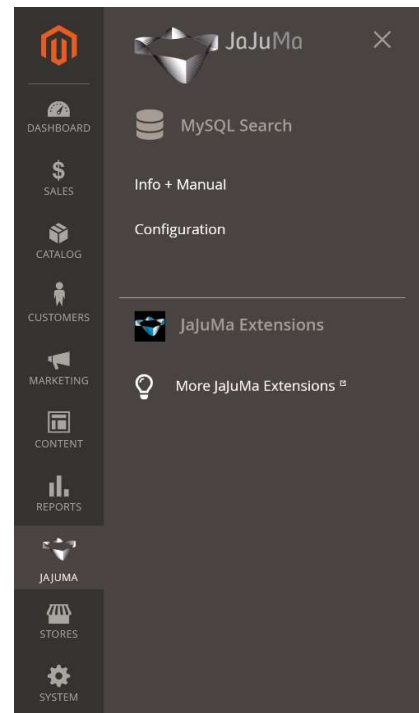 DASHBOARD
SALES
CATALOG
CUSTOMERS
MARKETING
CONTENT
REPORTS
JAJUMA
STORES
SYSTEM
JaJuMa
MySQL Search
Info + Manual
Configuration
JaJuMa Extensions
More JaJuMa Extensions